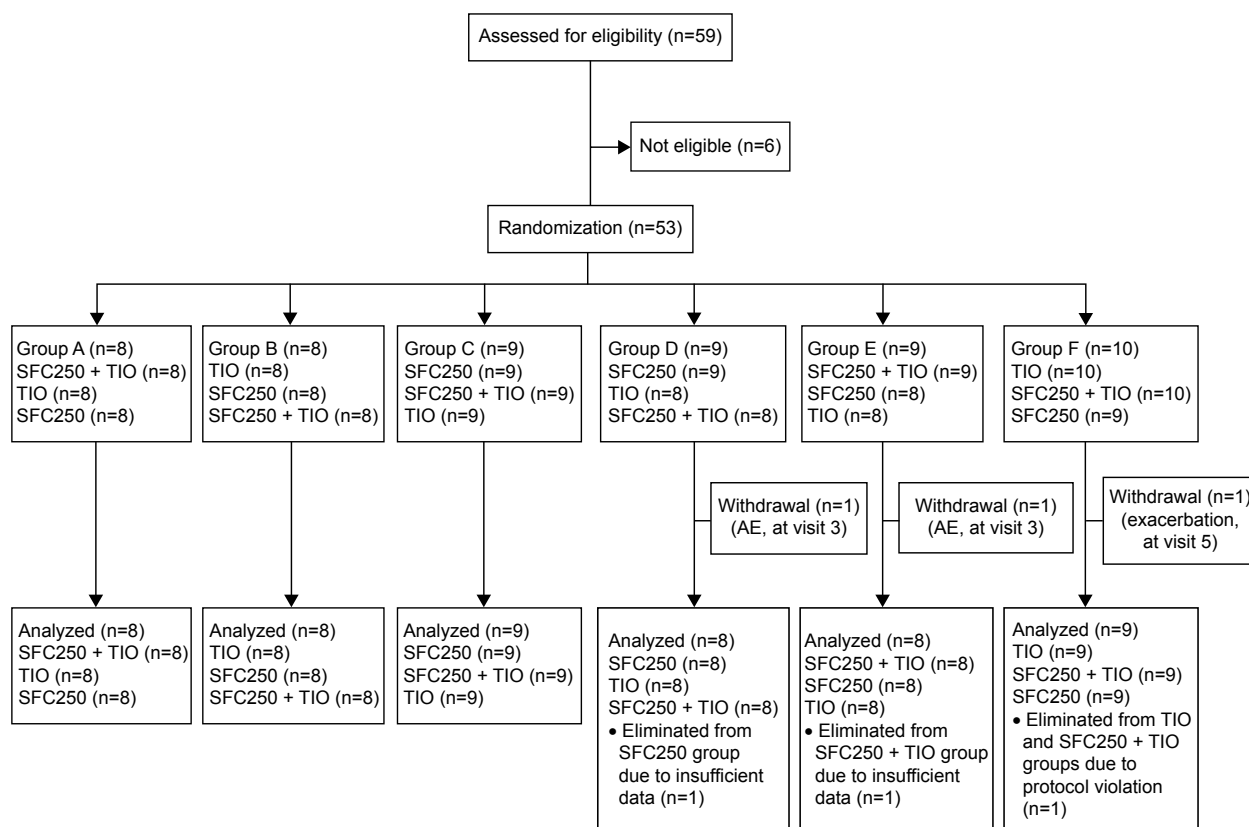 Assessed for eligibility (n=59)
Not eligible (n=6)
Randomization (n=53)
Group A (n=8)
SFC250 + TIO (n=8)
TIO (n=8)
SFC250 (n=8)
Group B (n=8)
TIO (n=8)
SFC250 (n=8)
SFC250 + TIO (n=8)
Group C (n=9)
SFC250 (n=9)
SFC250 + TIO (n=9)
TIO (n=9)
Group D (n=9)
SFC250 (n=9)
TIO (n=8)
SFC250 + TIO (n=8)
Group E (n=9)
SFC250 + TIO (n=9)
SFC250 (n=8)
TIO (n=8)
Group F (n=10)
TIO (n=10)
SFC250 + TIO (n=10)
SFC250 (n=9)
Withdrawal (n=1)
(AE, at visit 3)
Withdrawal (n=1)
(AE, at visit 3)
Withdrawal (n=1)
(exacerbation,
at visit 5)
Analyzed (n=8)
SFC250 + TIO (n=8)
TIO (n=8)
SFC250 (n=8)
Analyzed (n=8)
TIO (n=8)
SFC250 (n=8)
SFC250 + TIO (n=8)
Analyzed (n=9)
SFC250 (n=9)
SFC250 + TIO (n=9)
TIO (n=9)
Analyzed (n=8)
SFC250 (n=8)
TIO (n=8)
SFC250 + TIO (n=8)
• Eliminated from
SFC250 group
due to insufficient
data (n=1)
Analyzed (n=8)
SFC250 + TIO (n=8)
SFC250 (n=8)
TIO (n=8)
• Eliminated from
SFC250 + TIO group
due to insufficient
data (n=1)
Analyzed (n=9)
TIO (n=9)
SFC250 + TIO (n=9)
SFC250 (n=9)
• Eliminated from TIO
and SFC250 + TIO
groups due to
protocol violation
(n=1)